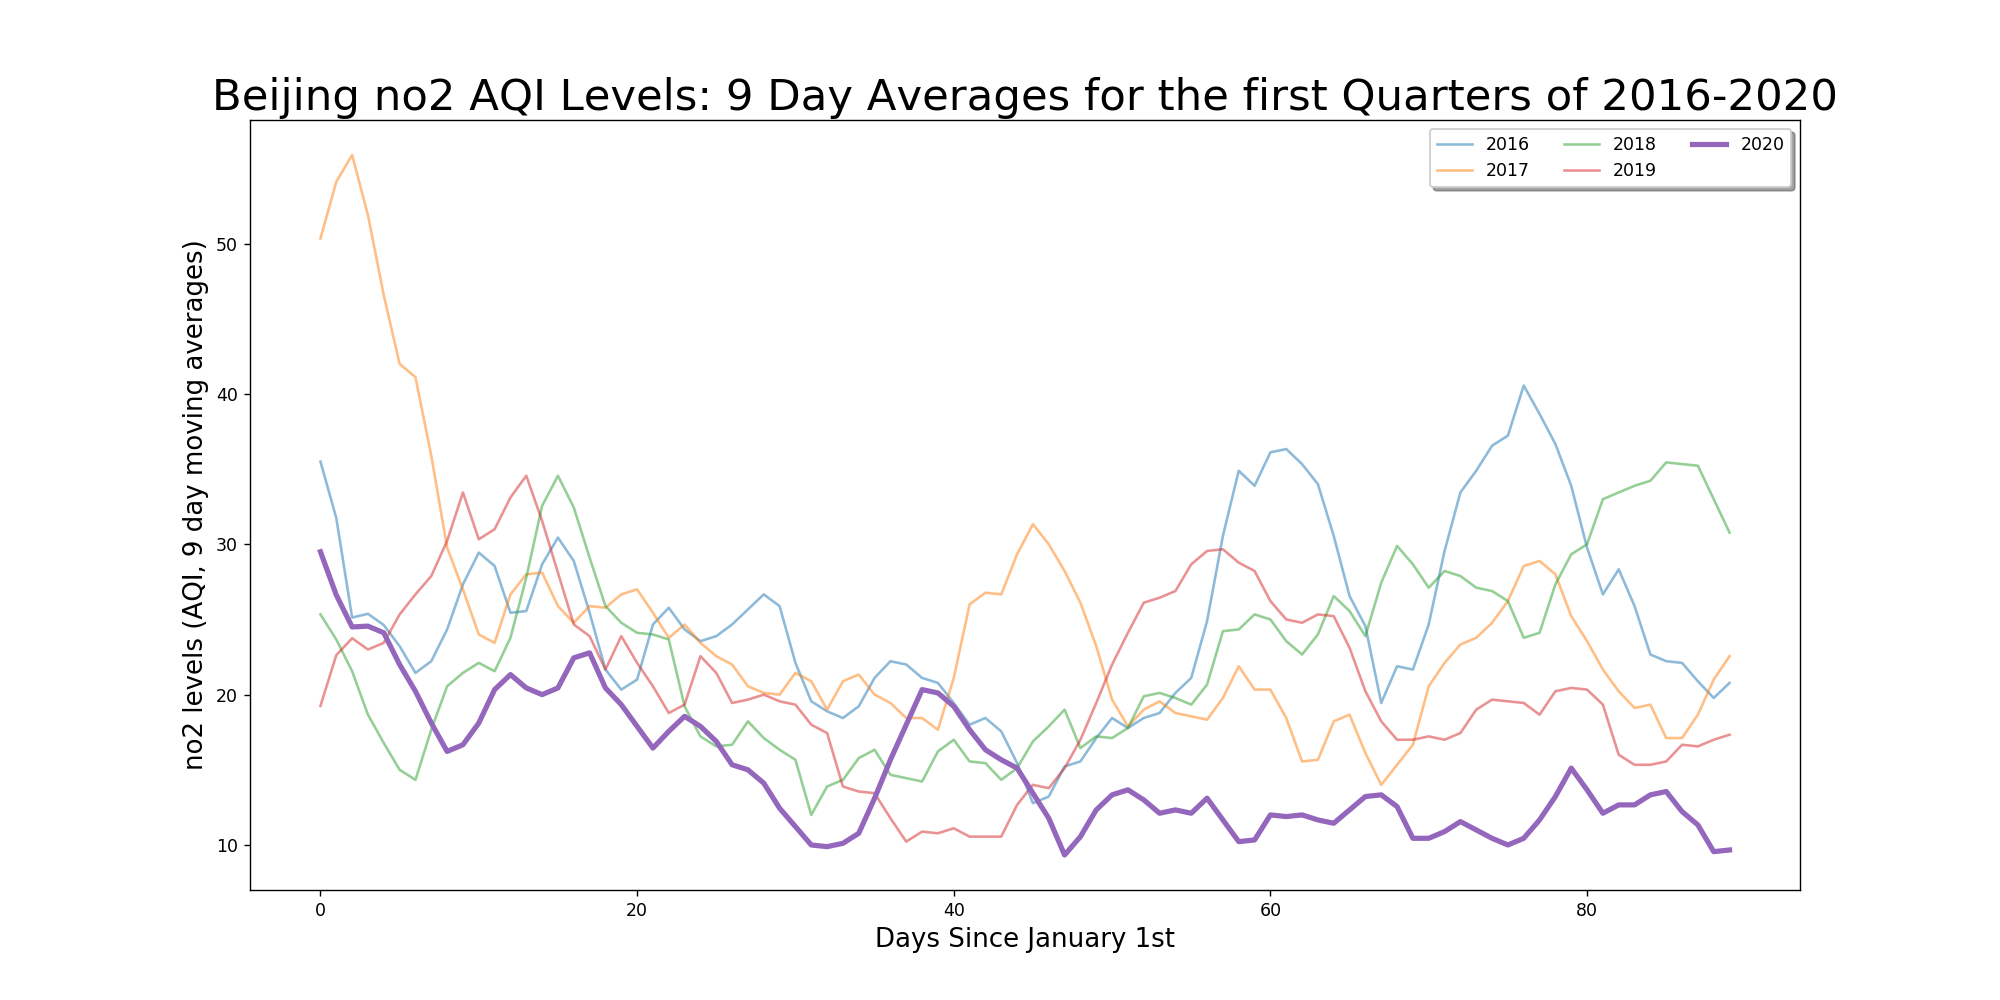 Beijing no2 AQI Levels: 9 Day Averages for the first Quarters of 2016-2020
2016 2018 2020
2017 2019
no2 levels (AQI, 9 day moving averages)
50
40
30
20
10
0 20 40 60 80
Days Since January 1st